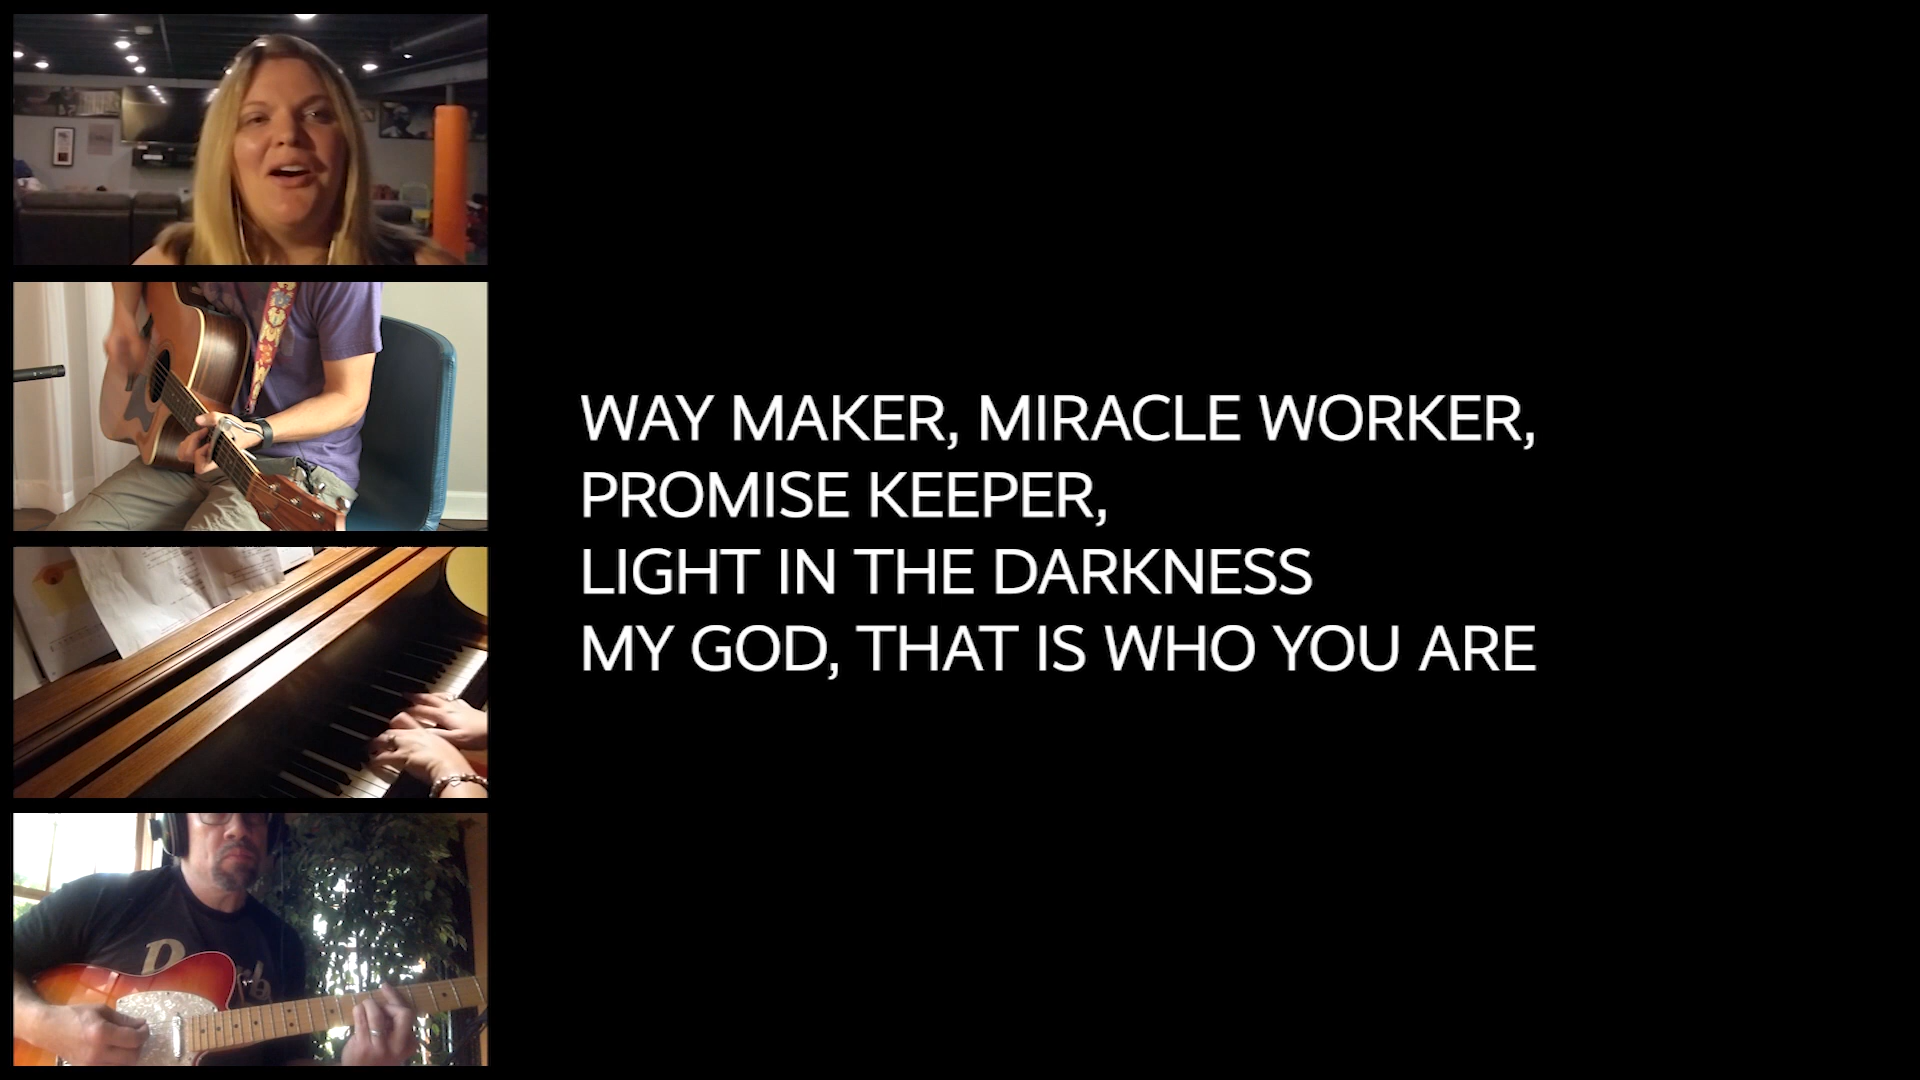 WAY MAKER, MIRACLE WORKER,
PROMISE KEEPER,
LIGHT IN THE DARKNESS
MY GOD, THAT IS WHO YOU ARE